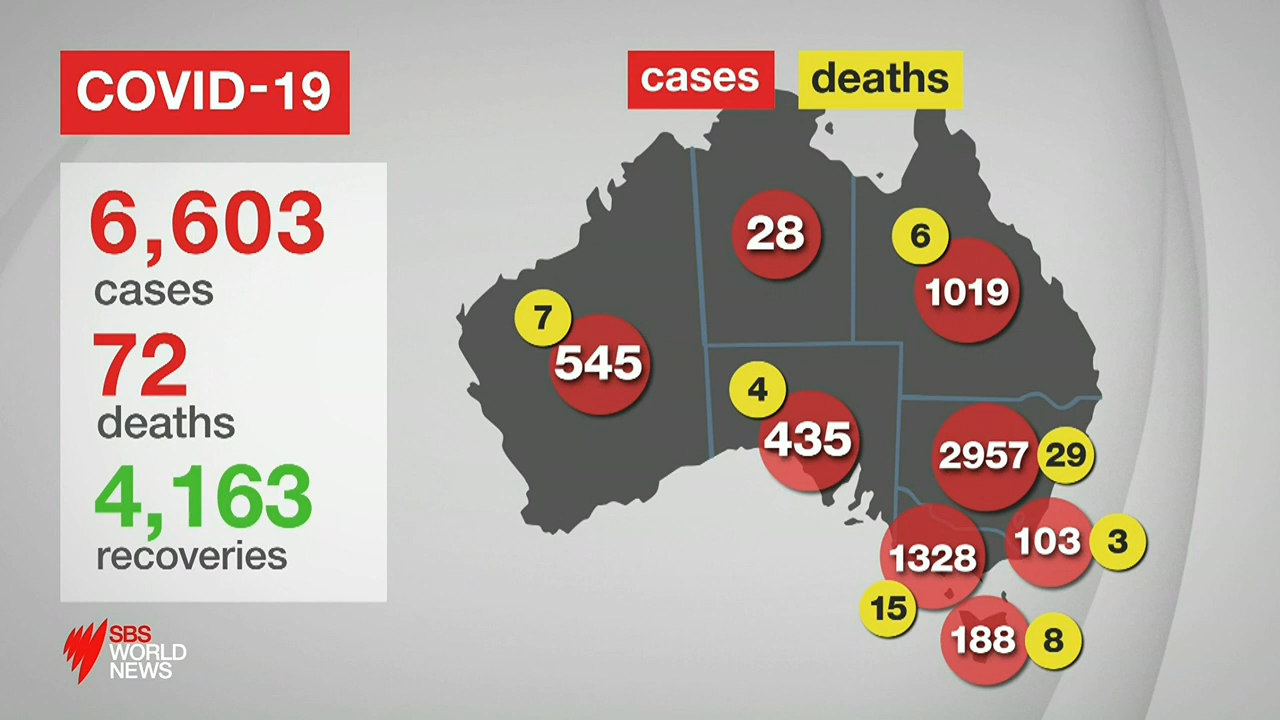 COVID-19
6,603
cases
72
deaths
4,163
recoveries
SBS
WORLD
NEWS
cases deaths
28
6
1019
7
545
4
435
2957 29
103 3
1328
15
188 8